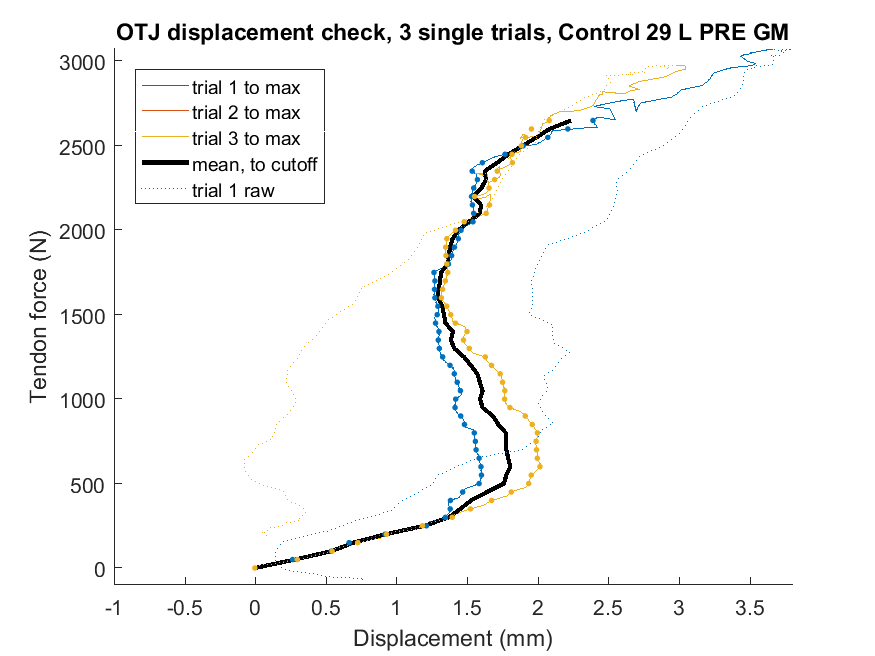 OTJ displacement check, 3 single trials, Control 29 L PRE GM
3000
2500
2000
1500
1000
500
0
Tendon force (N)
trial 1 to max
trial 2 to max
trial 3 to max
mean, to cutoff
trial 1 raw
-1 -0.5 0 0.5 1 1.5 2 2.5 3 3.5
Displacement (mm)